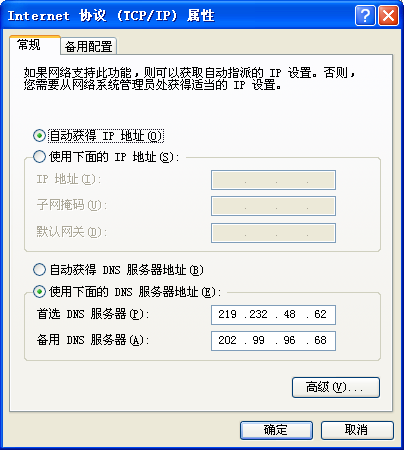 Internet 协议 (TCP/IP) 属性
常规
备用配置
如果网络支持此功能，则可以获取自动指派的 IP 设置。否则，
您需要从网络系统管理员处获得适当的 IP 设置。
自动获得 IP 地址(O)
使用下面的 IP 地址(S):
IP 地址(I):
子网掩码(U):
默认网关(D):
自动获得 DNS 服务器地址(B)
使用下面的 DNS 服务器地址(E):
首选 DNS 服务器(P): 219 .232 . 48 . 62
备用 DNS 服务器(A): 202 . 99 . 96 . 68
高级(V)...
确定
取消